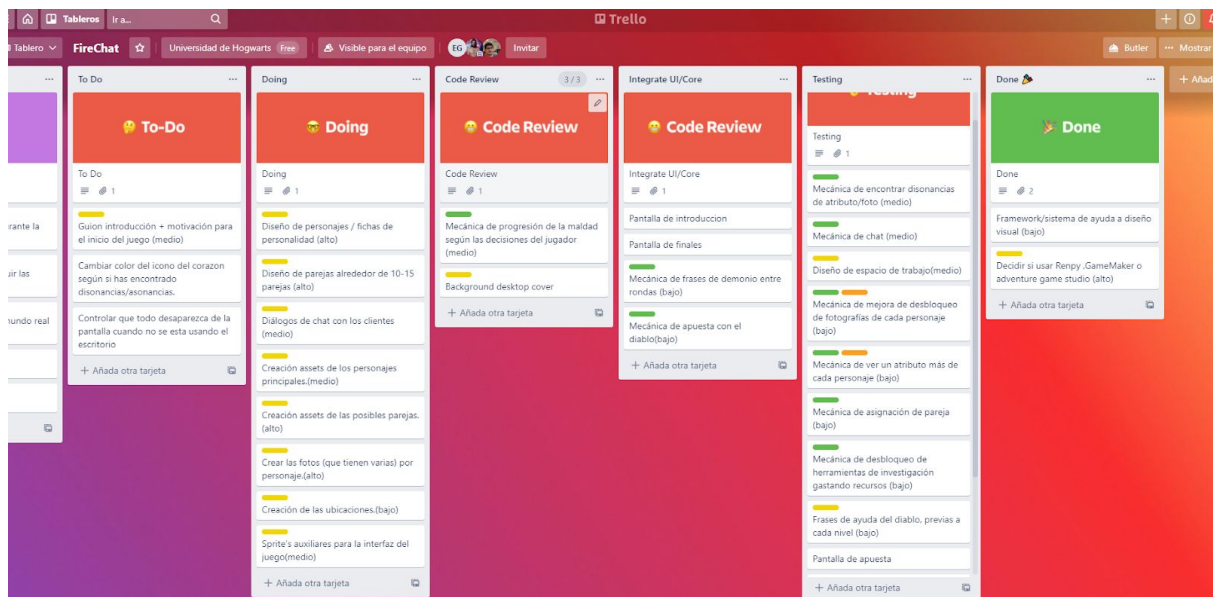 Tableros
Ir a...
Trello
Tablero
FireChat
Universidad de Hogwarts
Free
Visible para el equipo
EG
Invitar
Butler
... Mostrar
rante la
uir las
mundo real
To Do
🤔 To-Do
To Do
1
Guion introducción + motivación para
el inicio del juego (medio)
Cambiar color del icono del corazon
según si has encontrado
disonancias/asonancias.
Controlar que todo desaparezca de la
pantalla cuando no se esta usando el
escritorio
+ Añada otra tarjeta
Doing
🤓 Doing
Doing
1
Diseño de personajes / fichas de
personalidad (alto)
Diseño de parejas alrededor de 10-15
parejas (alto)
Diálogos de chat con los clientes
(medio)
Creación assets de los personajes
principales.(medio)
Creación assets de las posibles parejas.
(alto)
Crear las fotos (que tienen varias) por
personaje.(alto)
Creación de las ubicaciones.(bajo)
Sprite's auxiliares para la interfaz del
juego(medio)
+ Añada otra tarjeta
Code Review
3/3
Code Review
Code Review
1
Mecánica de progresión de la maldad
según las decisiones del jugador
(medio)
Background desktop cover
+ Añada otra tarjeta
Integrate UI/Core
Code Review
Integrate UI/Core
1
Pantalla de introduccion
Pantalla de finales
Mecánica de frases de demonio entre
rondas (bajo)
Mecánica de apuesta con el
diablo(bajo)
+ Añada otra tarjeta
Testing
Testing
Testing
1
Mecánica de encontrar disonancias
de atributo/foto (medio)
Mecánica de chat (medio)
Diseño de espacio de trabajo(medio)
Mecánica de mejora de desbloqueo
de fotografías de cada personaje
(bajo)
Mecánica de ver un atributo más de
cada personaje (bajo)
Mecánica de asignación de pareja
(bajo)
Mecánica de desbloqueo de
herramientas de investigación
gastando recursos (bajo)
Frases de ayuda del diablo, previas a
cada nivel (bajo)
Pantalla de apuesta
+ Añada otra tarjeta
Done 🎉
🎉 Done
Done
2
Framework/sistema de ayuda a diseño
visual (bajo)
Decidir si usar Renpy .GameMaker o
adventure game studio (alto)
+ Añada otra tarjeta
+ Añad